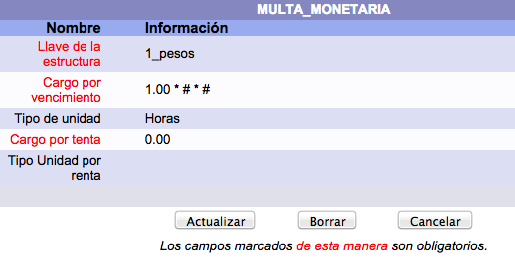 MULTA_MONETARIA
Nombre Información
Llave de la
estructura 1_pesos
Cargo por
vencimiento 1.00 * # * #
Tipo de unidad Horas
Cargo por tenta 0.00
Tipo Unidad por
renta
Actualizar Borrar Cancelar
Los campos marcados de esta manera son obligatorios.